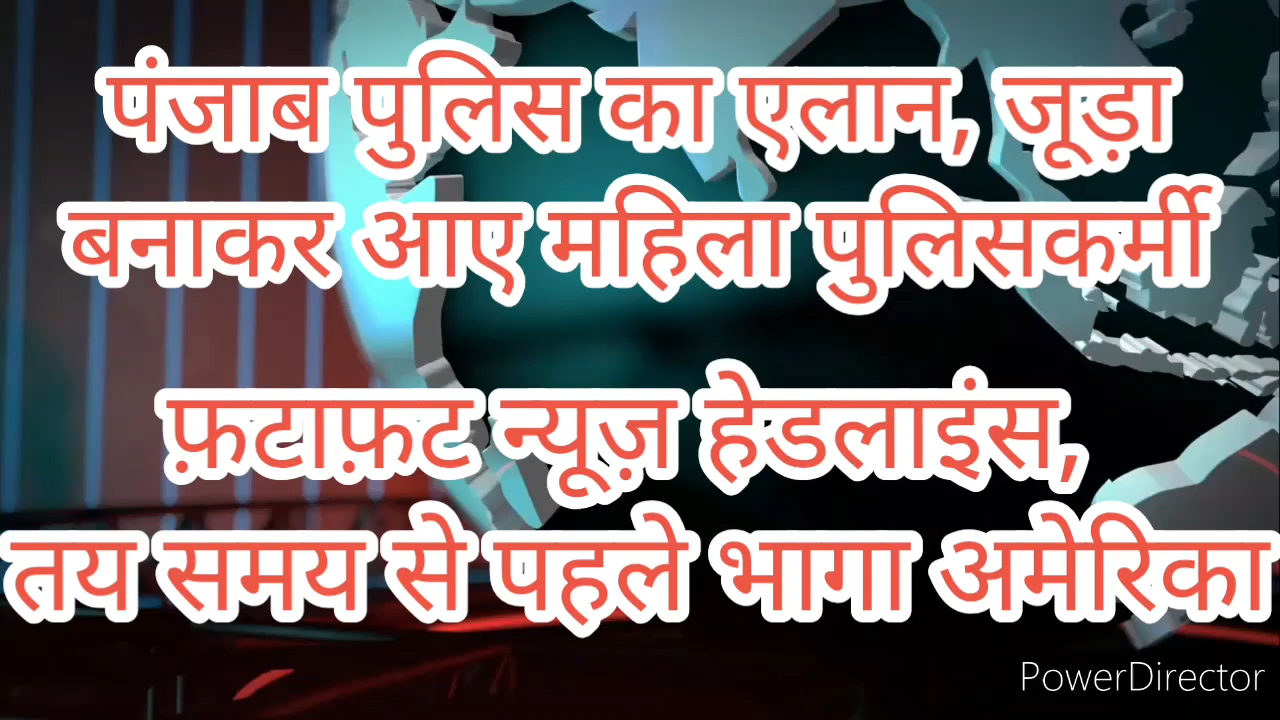 पंजाब पुलिस का एलान, जूड़ा
बनाकर आए महिला पुलिसकर्मी
फ़टाफ़ट न्यूज़ हेडलाइंस,
तय समय से पहले भागा अमेरिका
PowerDirector